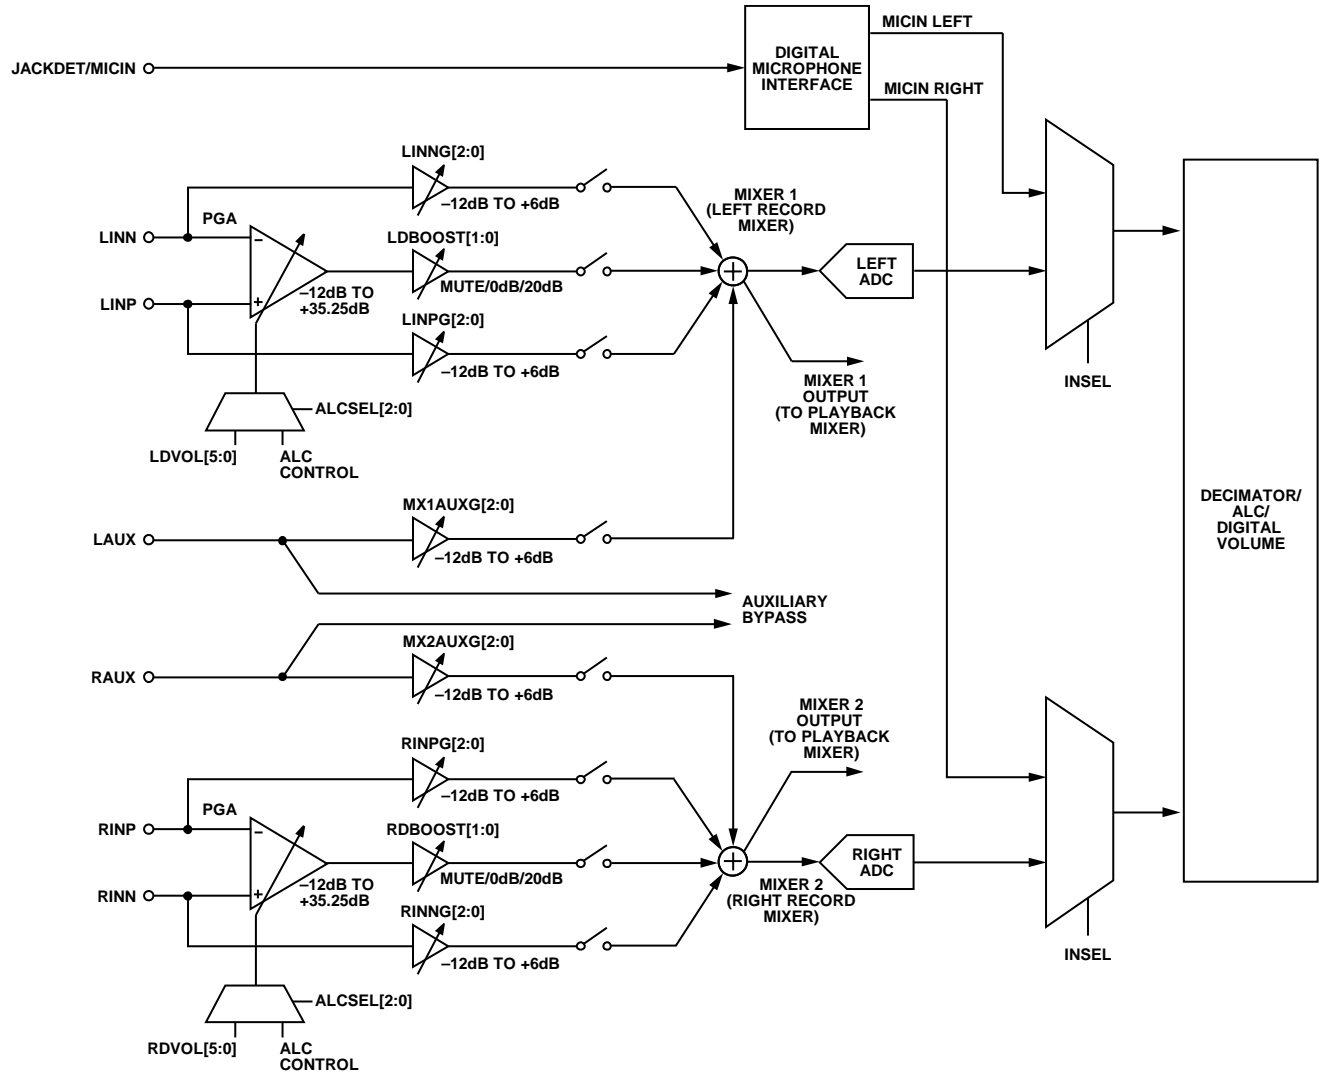 MICIN LEFT
DIGITAL
MICROPHONE
INTERFACE
JACKDET/MICIN
MICIN RIGHT
LINNG[2:0]
–12dB TO +6dB
MIXER 1
(LEFT RECORD
MIXER)
PGA
LINN
–
LDBOOST[1:0]
MUTE/0dB/20dB
LEFT
ADC
LINP
+
–12dB TO
+35.25dB
LINPG[2:0]
–12dB TO +6dB
MIXER 1
OUTPUT
(TO PLAYBACK
MIXER)
INSEL
ALCSEL[2:0]
LDVOL[5:0]
ALC
CONTROL
MX1AUXG[2:0]
LAUX
–12dB TO +6dB
DECIMATOR/
ALC/
DIGITAL
VOLUME
AUXILIARY
BYPASS
MX2AUXG[2:0]
RAUX
–12dB TO +6dB
MIXER 2
OUTPUT
(TO PLAYBACK
MIXER)
RINPG[2:0]
–12dB TO +6dB
PGA
RINP
–
RDBOOST[1:0]
MUTE/0dB/20dB
RIGHT
ADC
RINN
+
–12dB TO
+35.25dB
MIXER 2
(RIGHT RECORD
MIXER)
RINNG[2:0]
–12dB TO +6dB
INSEL
ALCSEL[2:0]
RDVOL[5:0]
ALC
CONTROL